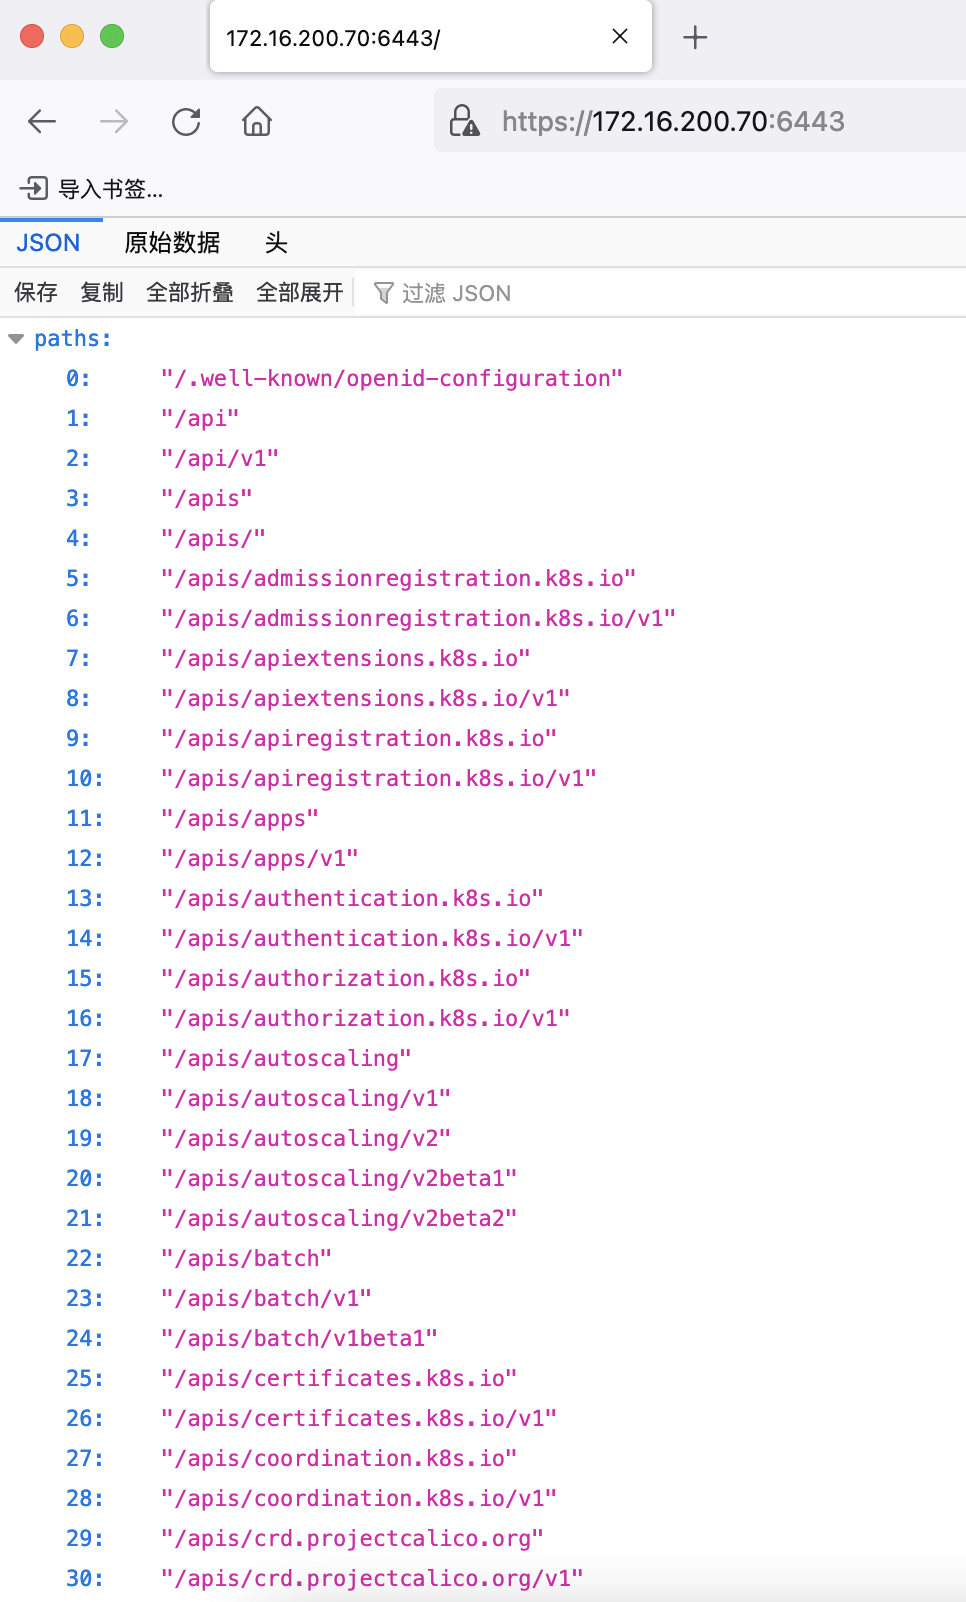 172.16.200.70:6443/
https://172.16.200.70:6443
导入书签...
JSON 原始数据 头
保存 复制 全部折叠 全部展开 过滤 JSON
paths:
0: "/.well-known/openid-configuration"
1: "/api"
2: "/api/v1"
3: "/apis"
4: "/apis/"
5: "/apis/admissionregistration.k8s.io"
6: "/apis/admissionregistration.k8s.io/v1"
7: "/apis/apiextensions.k8s.io"
8: "/apis/apiextensions.k8s.io/v1"
9: "/apis/apiregistration.k8s.io"
10: "/apis/apiregistration.k8s.io/v1"
11: "/apis/apps"
12: "/apis/apps/v1"
13: "/apis/authentication.k8s.io"
14: "/apis/authentication.k8s.io/v1"
15: "/apis/authorization.k8s.io"
16: "/apis/authorization.k8s.io/v1"
17: "/apis/autoscaling"
18: "/apis/autoscaling/v1"
19: "/apis/autoscaling/v2"
20: "/apis/autoscaling/v2beta1"
21: "/apis/autoscaling/v2beta2"
22: "/apis/batch"
23: "/apis/batch/v1"
24: "/apis/batch/v1beta1"
25: "/apis/certificates.k8s.io"
26: "/apis/certificates.k8s.io/v1"
27: "/apis/coordination.k8s.io"
28: "/apis/coordination.k8s.io/v1"
29: "/apis/crd.projectcalico.org"
30: "/apis/crd.projectcalico.org/v1"